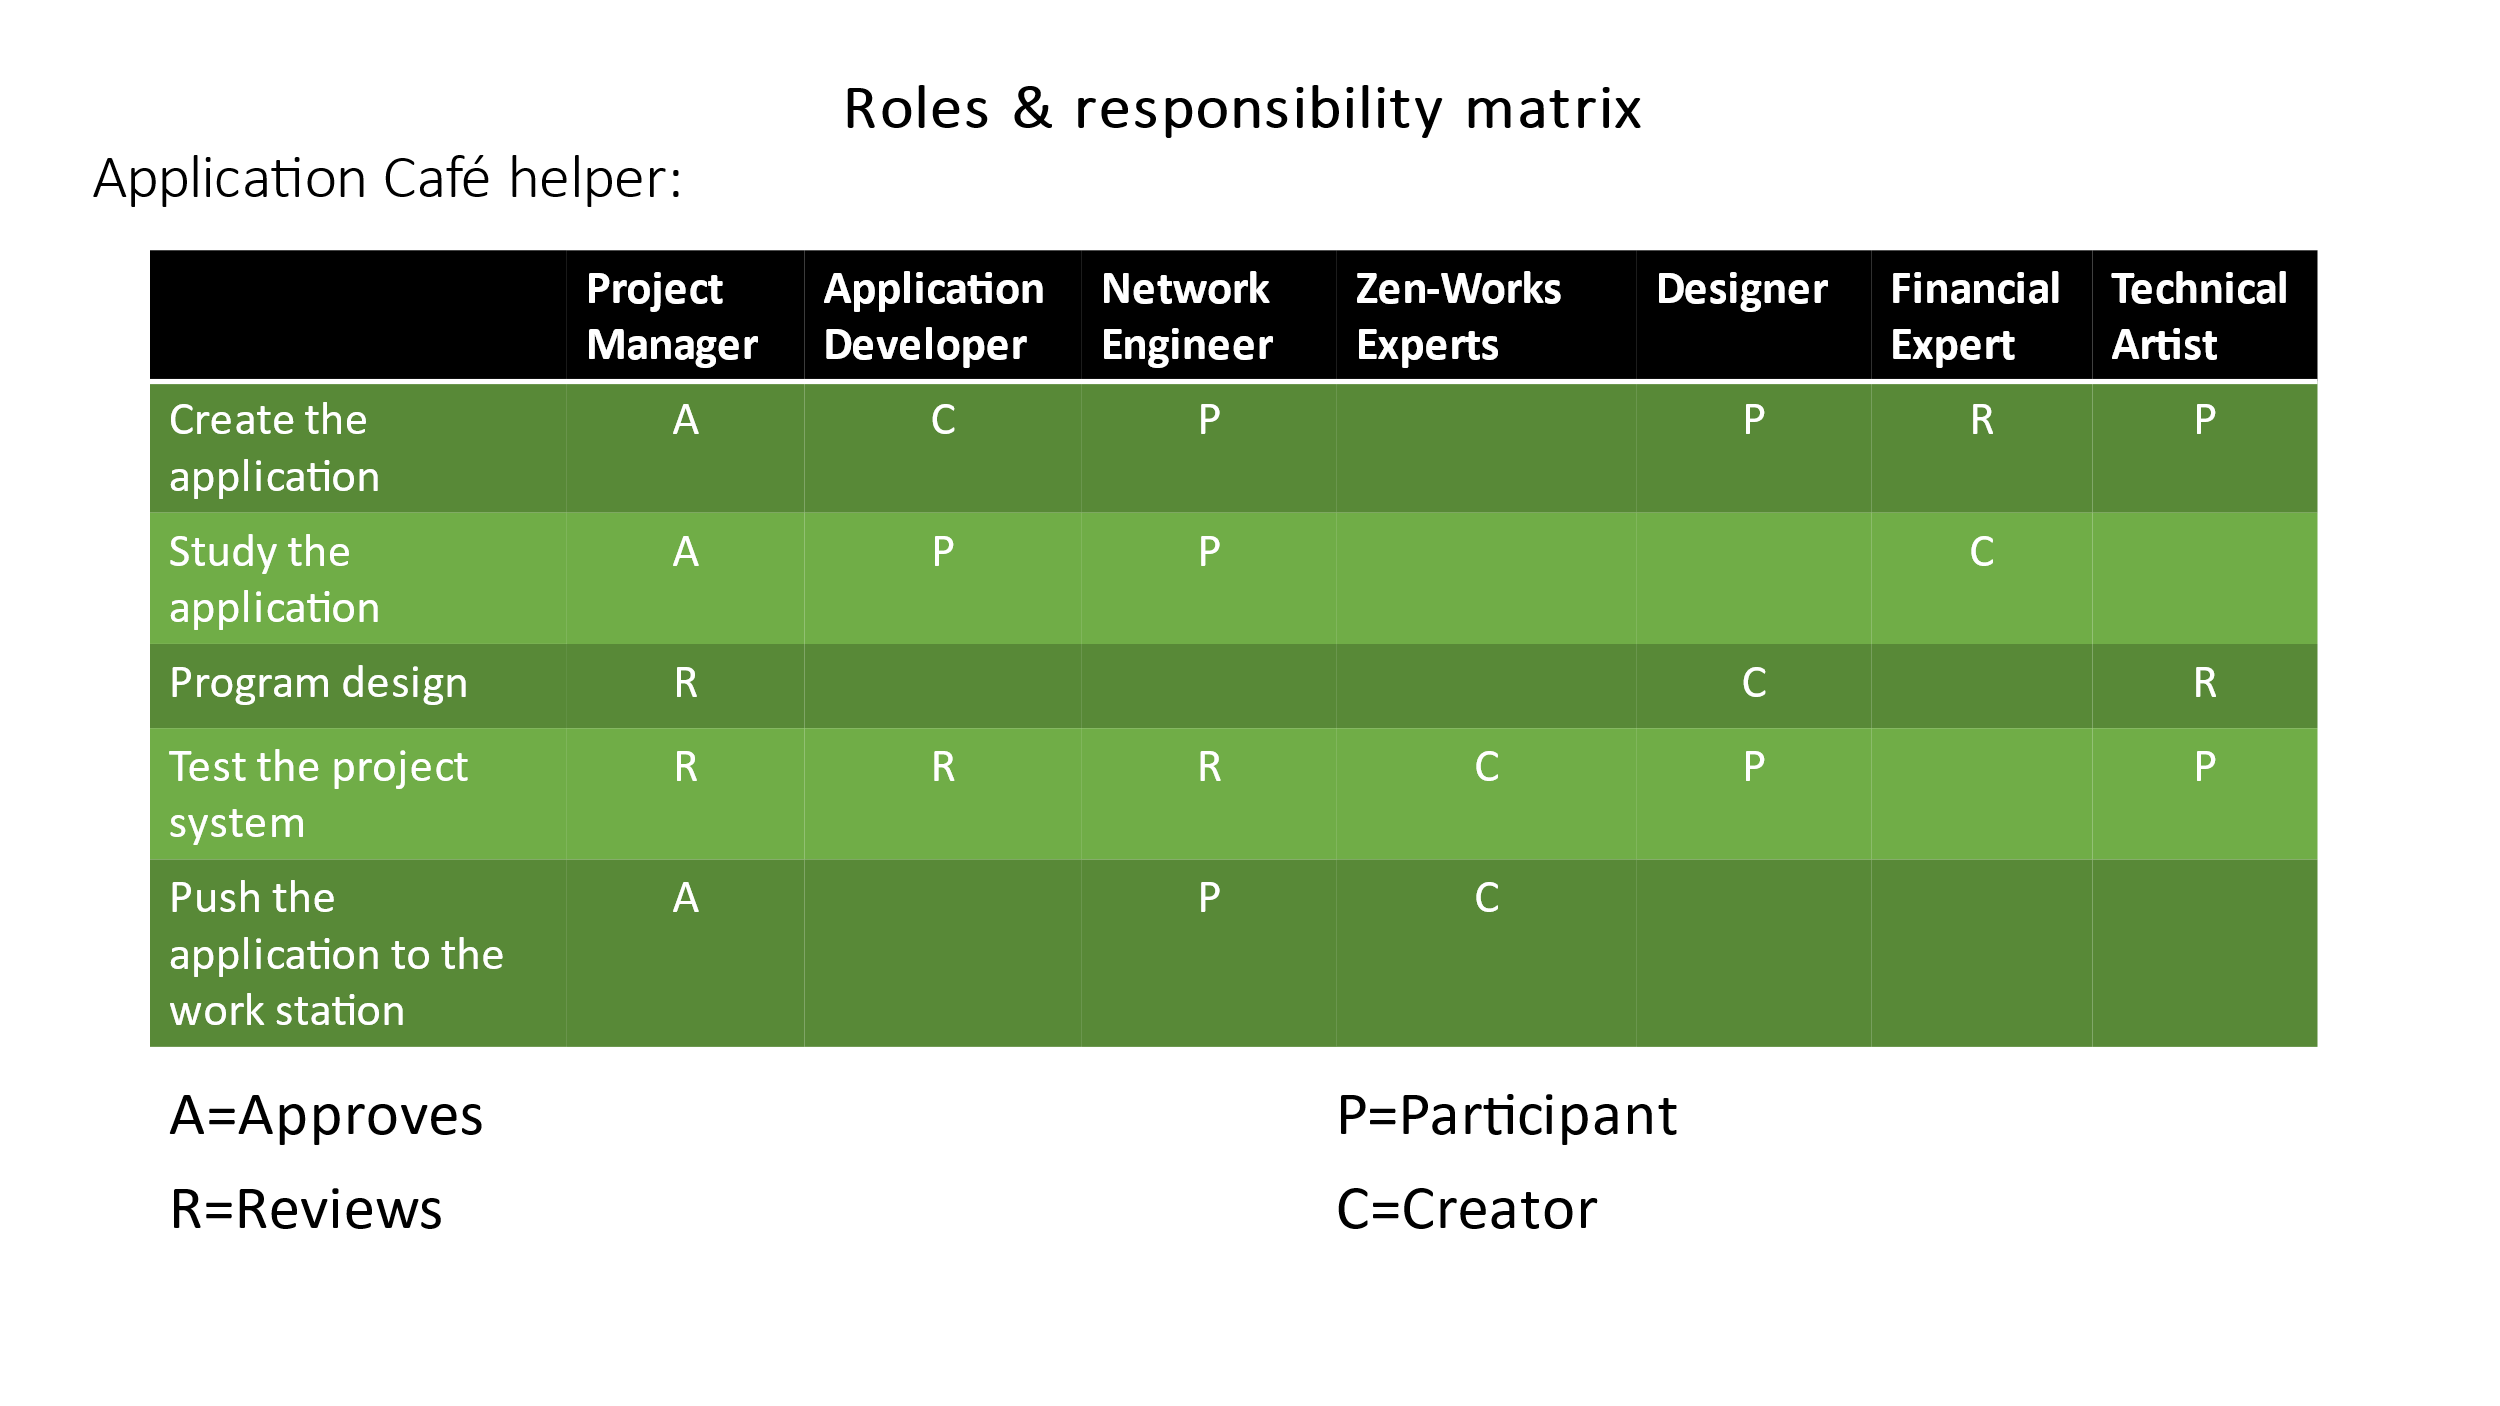 Roles & responsibility matrix
Application Café helper:
Project Manager Application Developer Network Engineer Zen-Works Experts Designer Financial Expert Technical Artist
Create the application A C P P R P
Study the application A P P C
Program design R C R
Test the project system R R R C P P
Push the application to the work station A P C
A=Approves P=Participant
R=Reviews C=Creator